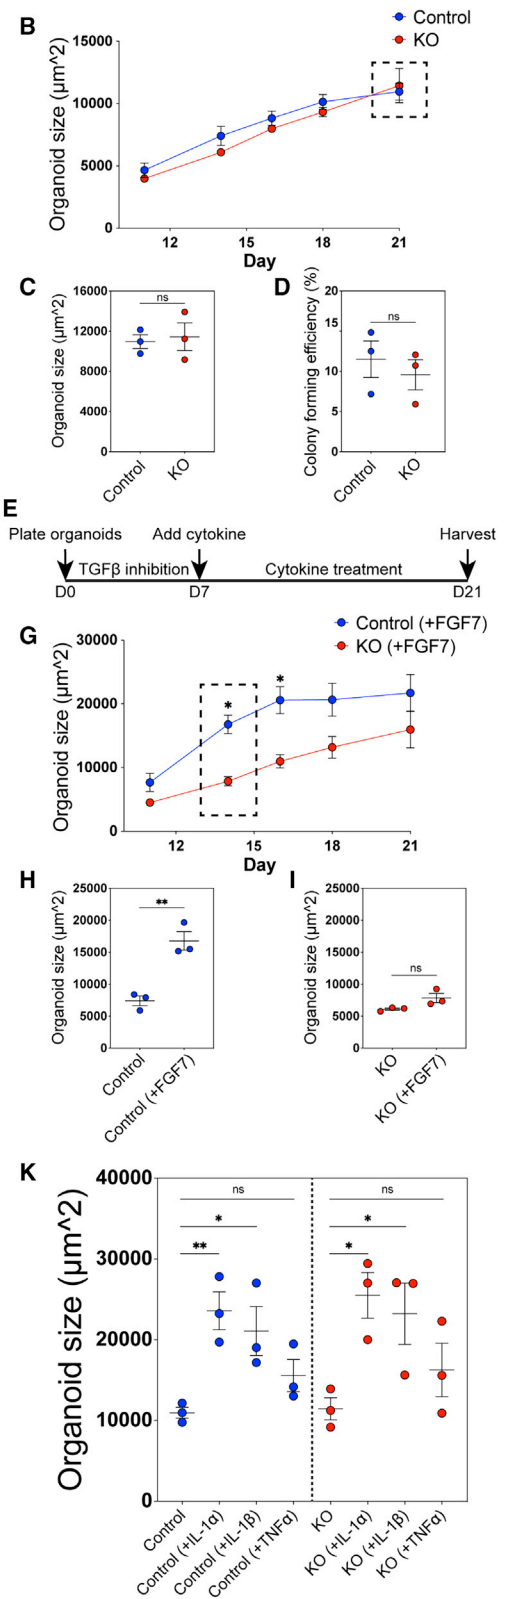 B
Control
KO
Organoid size (µm^2)
15000
10000
5000
0
12
15
18
21
Day
C
Organoid size (µm^2)
16000
12000
8000
4000
0
ns
Control
KO
D
Colony forming efficiency (%)
20
15
10
5
0
ns
Control
KO
E
Plate organoids
Add cytokine
Harvest
TGFβ inhibition
Cytokine treatment
D0
D7
D21
G
Control (+FGF7)
KO (+FGF7)
Organoid size (µm^2)
30000
20000
10000
0
*
*
12
15
18
21
Day
H
Organoid size (µm^2)
25000
20000
15000
10000
5000
0
**
Control
Control (+FGF7)
I
Organoid size (µm^2)
25000
20000
15000
10000
5000
0
ns
KO
KO (+FGF7)
K
Organoid size (µm^2)
40000
30000
20000
10000
0
ns
*
**
ns
*
*
Control
Control (+IL-1α)
Control (+IL-1β)
Control (+TNFα)
KO
KO (+IL-1α)
KO (+IL-1β)
KO (+TNFα)